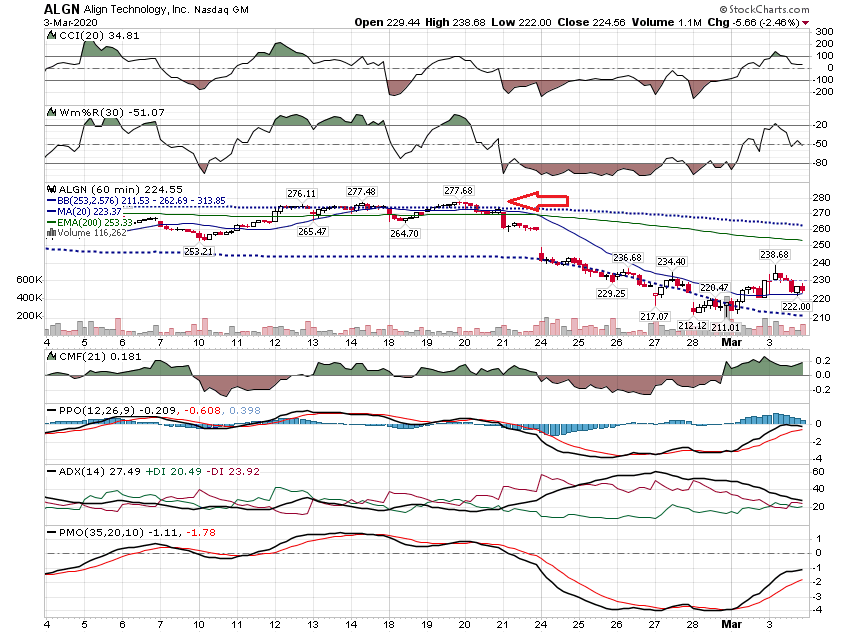 ALGN Align Technology, Inc. Nasdaq GM © StockCharts.com
3-Mar-2020 Open 229.44 High 238.68 Low 222.00 Close 224.56 Volume 1.1M Chg -5.66 (-2.46%)
CCI(20) 34.81
300
200
100
0
-100
-200
Wm%R(30) -51.07
-20
-50
-80
ALGN (60 min) 224.55
BB(253,2.576) 211.53 - 262.69 - 313.85
MA(20) 223.37
EMA(200) 253.33
Volume 116,262
276.11 277.48 277.68
265.47 264.70
253.21
236.68 234.40 238.68
229.25 220.47 222.00
217.07 212.12 211.01
280
270
260
250
240
230
220
210
600K
400K
200K
4 5 6 7 10 11 12 13 14 18 19 20 21 24 25 26 27 28 Mar 3
CMF(21) 0.181
0.2
0.0
-0.2
PPO(12,26,9) -0.209, -0.608, 0.398
0
-2
-4
ADX(14) 27.49 +DI 20.49 -DI 23.92
60
40
20
PMO(35,20,10) -1.11, -1.78
1
0
-1
-2
-3
-4
4 5 6 7 10 11 12 13 14 18 19 20 21 24 25 26 27 28 Mar 3